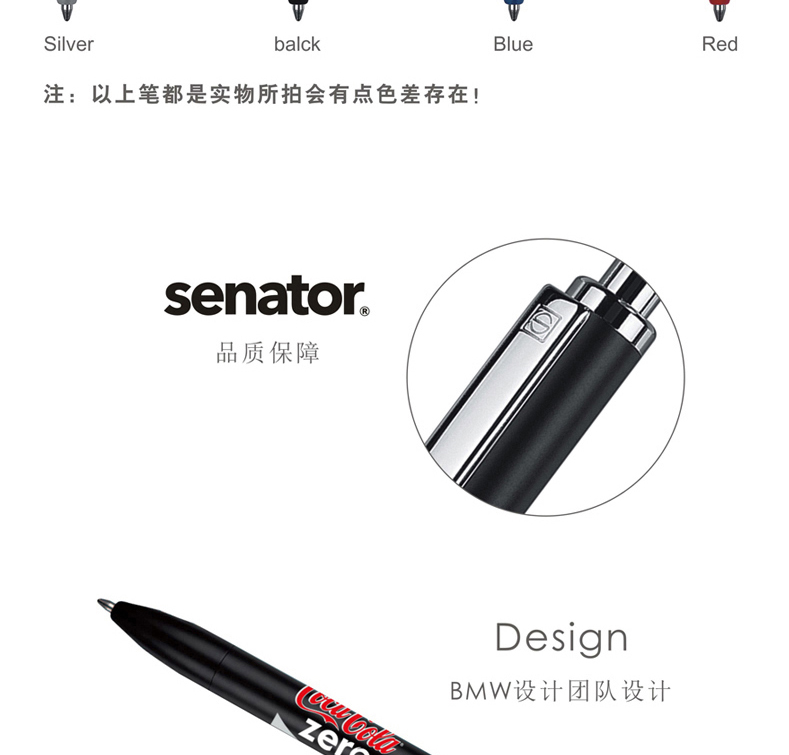 Silver balck Blue Red
注：以上笔都是实物所拍会有点色差存在！
senator®
品质保障
Design
BMW设计团队设计
Coca-Cola
zero